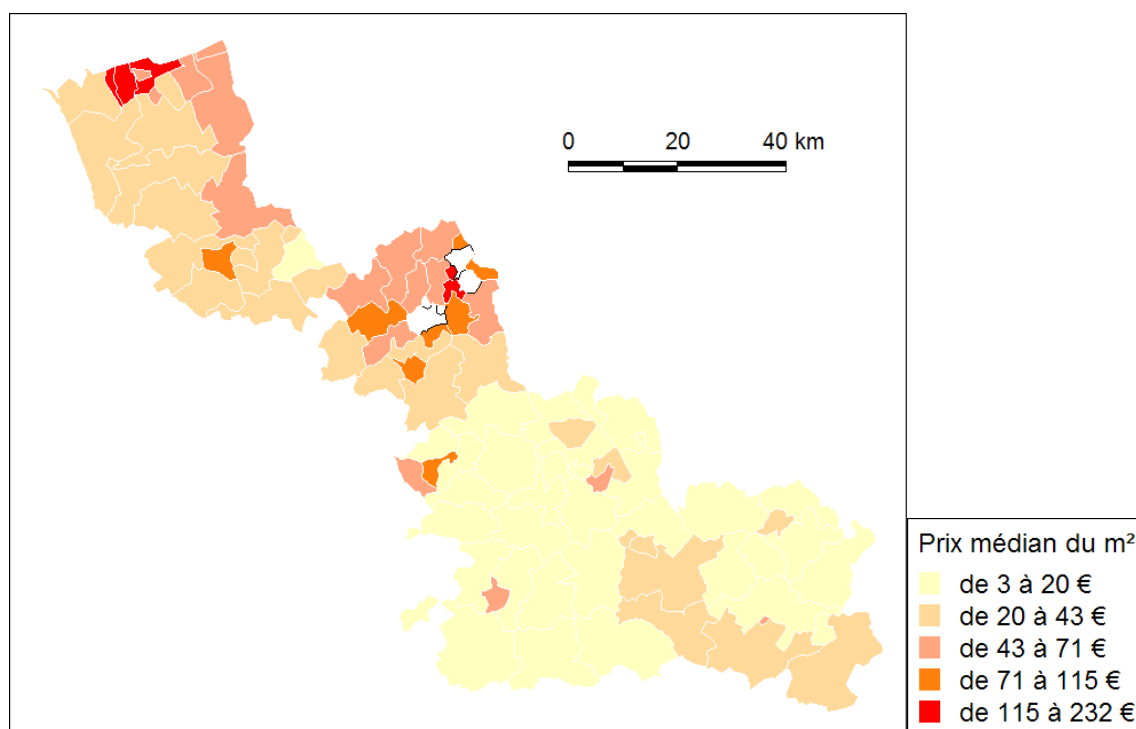 0 20 40 km
Prix médian du m²
de 3 à 20 €
de 20 à 43 €
de 43 à 71 €
de 71 à 115 €
de 115 à 232 €